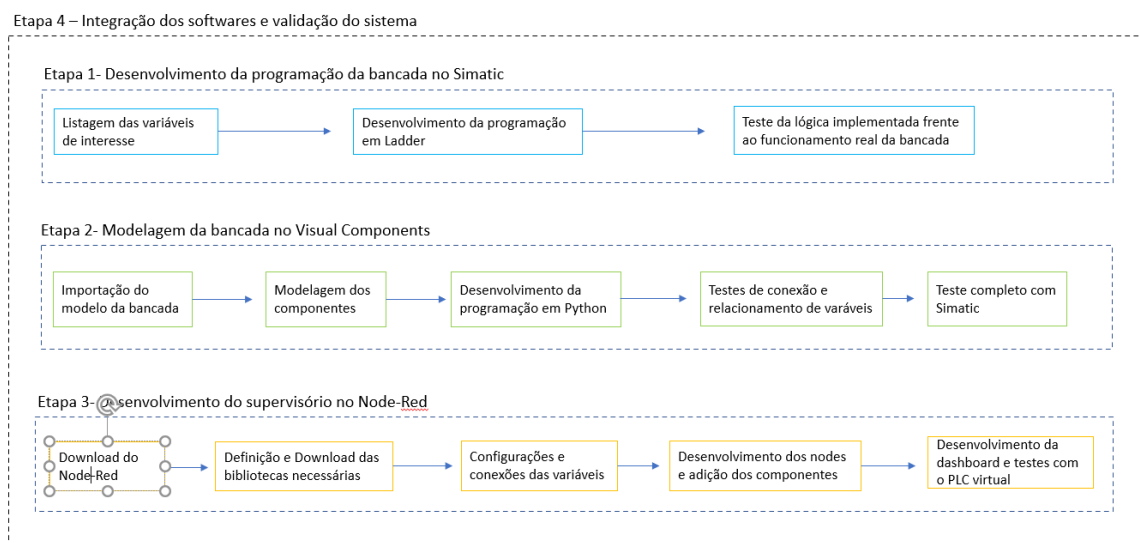 Etapa 4 – Integração dos softwares e validação do sistema
Etapa 1- Desenvolvimento da programação da bancada no Simatic
Listagem das variáveis
de interesse
Desenvolvimento da programação
em Ladder
Teste da lógica implementada frente
ao funcionamento real da bancada
Etapa 2- Modelagem da bancada no Visual Components
Importação do
modelo da bancada
Modelagem dos
componentes
Desenvolvimento da
programação em Python
Testes de conexão e
relacionamento de varáveis
Teste completo com
Simatic
Etapa 3- Desenvolvimento do supervisório no Node-Red
Download do
Node-Red
Definição e Download das
bibliotecas necessárias
Configurações e
conexões das variáveis
Desenvolvimento dos nodes
e adição dos componentes
Desenvolvimento da
dashboard e testes com
o PLC virtual